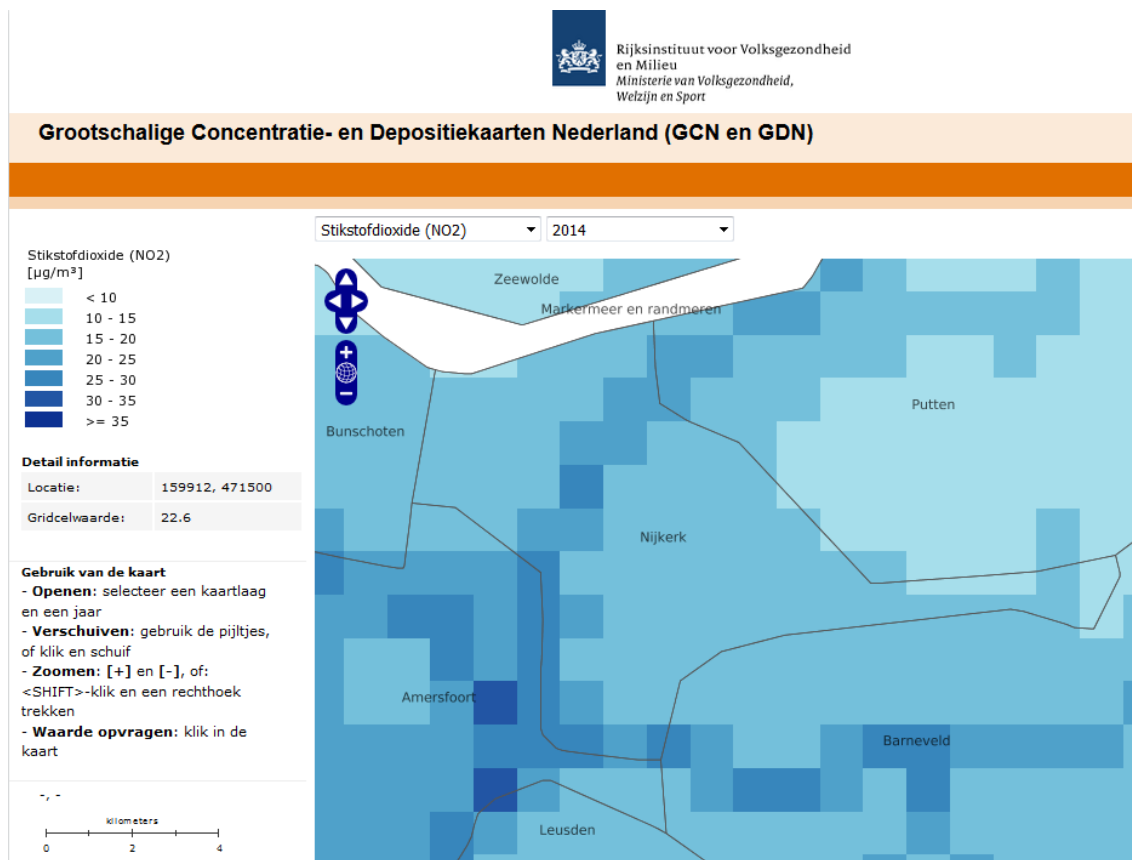 Rijksinstituut voor Volksgezondheid
en Milieu
Ministerie van Volksgezondheid,
Welzijn en Sport
Grootschalige Concentratie- en Depositiekaarten Nederland (GCN en GDN)
Stikstofdioxide (NO2)
2014
Stikstofdioxide (NO2)
[µg/m³]
< 10
10 - 15
15 - 20
20 - 25
25 - 30
30 - 35
>= 35
Detail informatie
Locatie: 159912, 471500
Gridcelwaarde: 22.6
Gebruik van de kaart
- Openen: selecteer een kaartlaag
en een jaar
- Verschuiven: gebruik de pijltjes,
of klik en schuif
- Zoomen: [+] en [-], of:
<SHIFT>-klik en een rechthoek
trekken
- Waarde opvragen: klik in de
kaart
-, -
kilometers
0 2 4
Zeewolde
Markermeer en randmeren
Putten
Bunschoten
Nijkerk
Amersfoort
Barneveld
Leusden